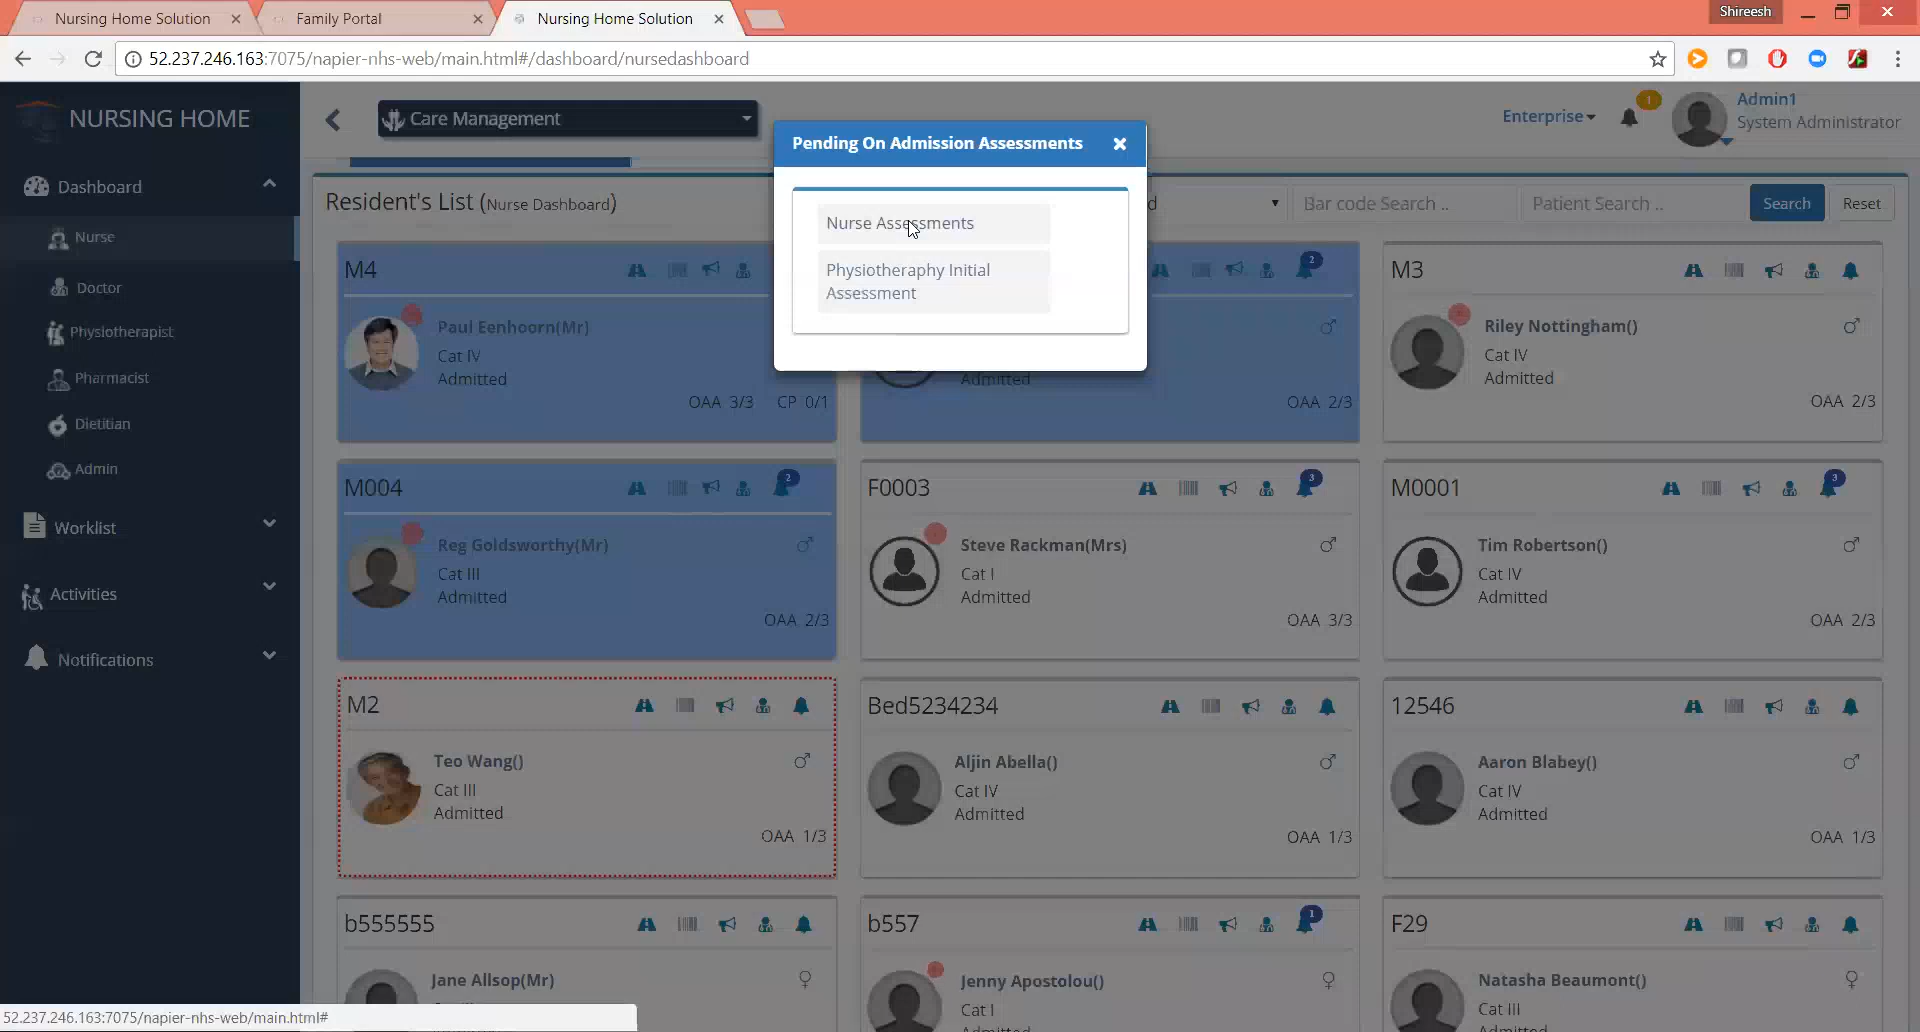 Nursing Home Solution
Family Portal
Nursing Home Solution
Shireesh
52.237.246.163:7075/napier-nhs-web/main.html#/dashboard/nursedashboard
NURSING HOME
Care Management
Enterprise
1
Admin1
System Administrator
Pending On Admission Assessments
Nurse Assessments
Physiotheraphy Initial
Assessment
Dashboard
Nurse
Doctor
Physiotherapist
Pharmacist
Dietitian
Admin
Worklist
Activities
Notifications
Resident's List (Nurse Dashboard)
d
Bar code Search ..
Patient Search ..
Search
Reset
M4
Paul Eenhoorn(Mr)
Cat IV
Admitted
OAA 3/3 CP 0/1
2
Admitted
OAA 2/3
M3
Riley Nottingham()
Cat IV
Admitted
OAA 2/3
M004
2
Reg Goldsworthy(Mr)
Cat III
Admitted
OAA 2/3
F0003
3
Steve Rackman(Mrs)
Cat I
Admitted
OAA 3/3
M0001
3
Tim Robertson()
Cat IV
Admitted
OAA 2/3
M2
Teo Wang()
Cat III
Admitted
OAA 1/3
Bed5234234
Aljin Abella()
Cat IV
Admitted
OAA 1/3
12546
Aaron Blabey()
Cat IV
Admitted
OAA 1/3
b555555
Jane Allsop(Mr)
b557
1
Jenny Apostolou()
Cat I
Admitted
F29
Natasha Beaumont()
Cat III
Admitted
52.237.246.163:7075/napier-nhs-web/main.html#